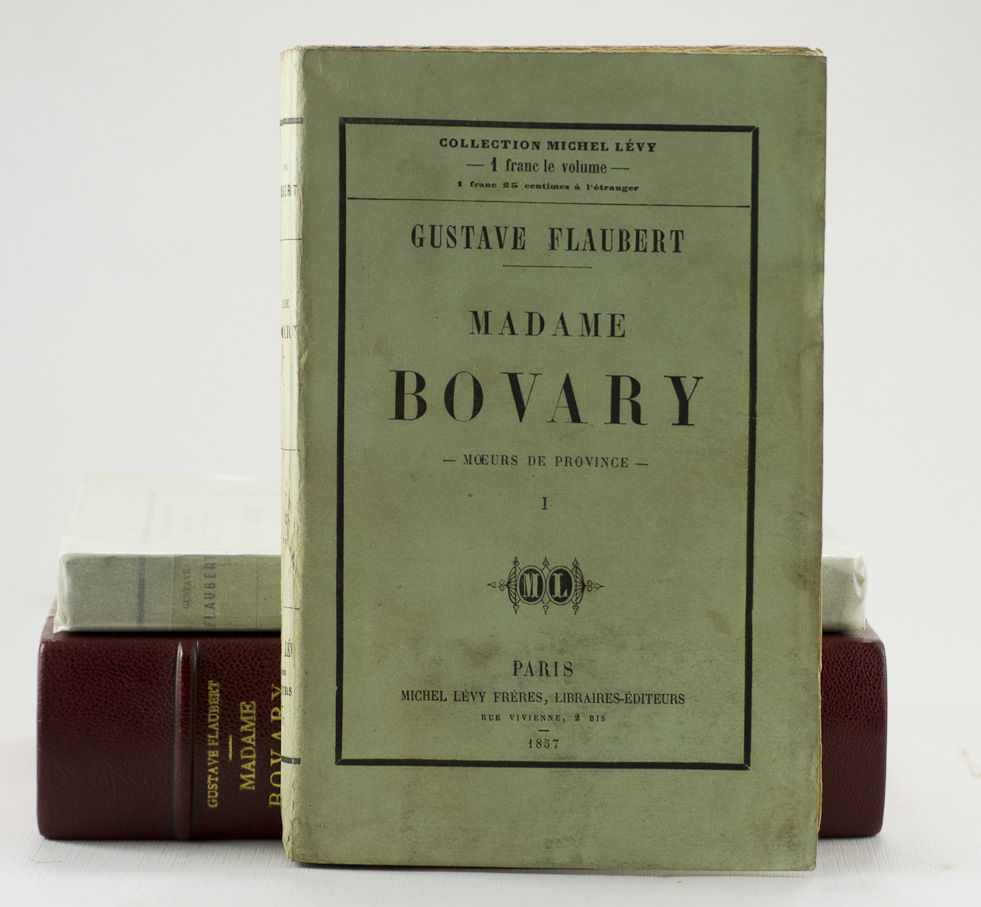 COLLECTION MICHEL LÉVY
— 1 franc le volume —
1 franc 25 centimes à l'étranger
GUSTAVE FLAUBERT
MADAME
BOVARY
— MŒURS DE PROVINCE —
I
ML
PARIS
MICHEL LÉVY FRÈRES, LIBRAIRES-ÉDITEURS
RUE VIVIENNE, 2 BIS
1857
GUSTAVE
FLAUBERT
GUSTAVE FLAUBERT
MADAME
BOVARY